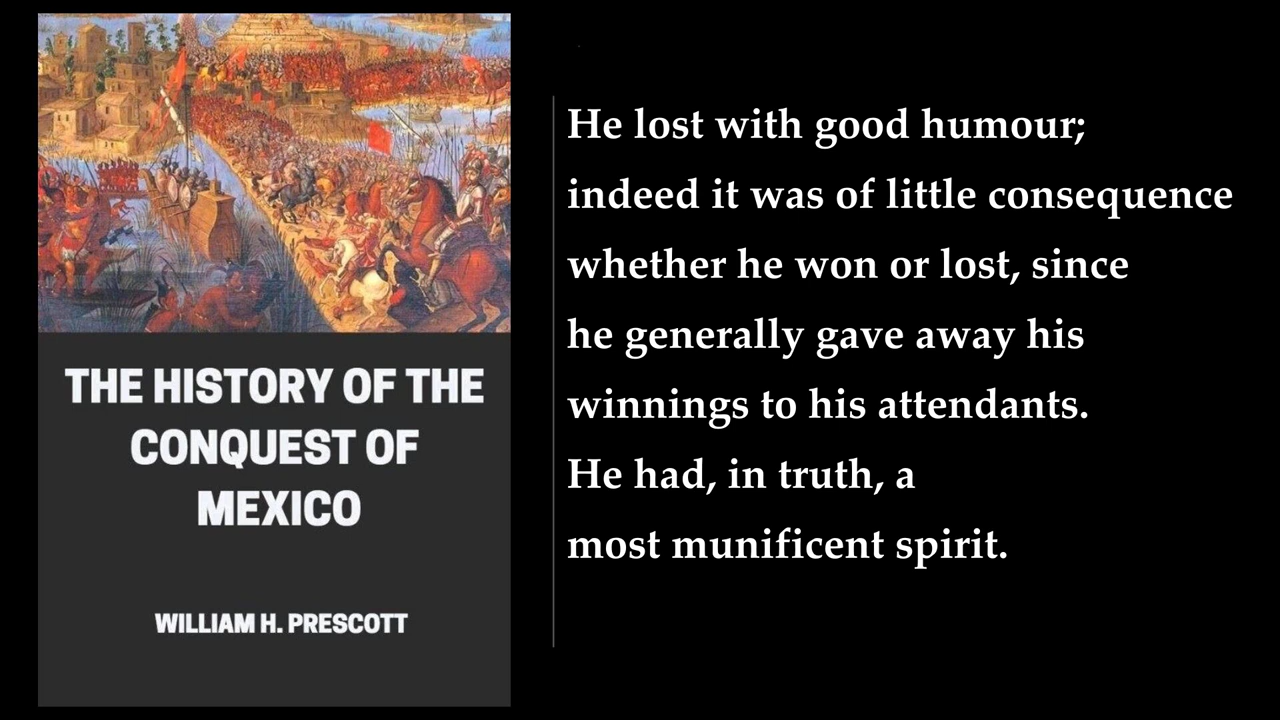 THE HISTORY OF THE
CONQUEST OF
MEXICO
WILLIAM H. PRESCOTT
He lost with good humour;
indeed it was of little consequence
whether he won or lost, since
he generally gave away his
winnings to his attendants.
He had, in truth, a
most munificent spirit.